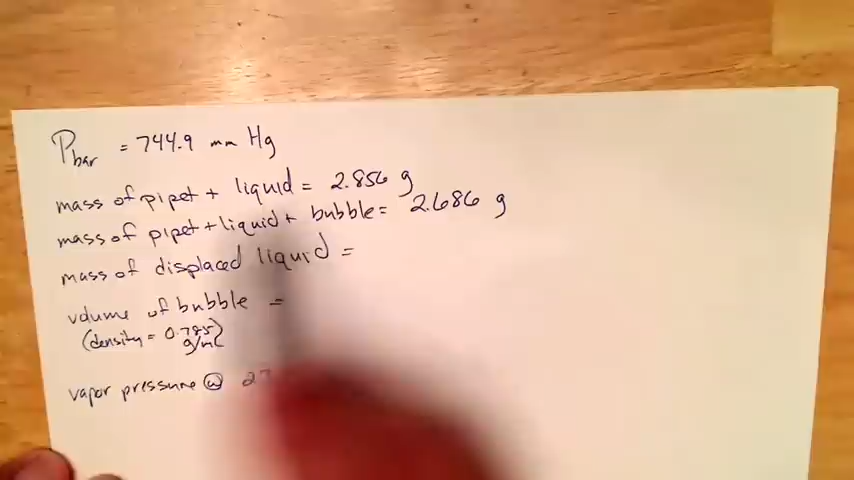 Pbar = 744.9 mm Hg
mass of pipet + liquid = 2.856 g
mass of pipet + liquid + bubble = 2.686 g
mass of displaced liquid =
volume of bubble =
(density = 0.785
g/mL)
vapor pressure @